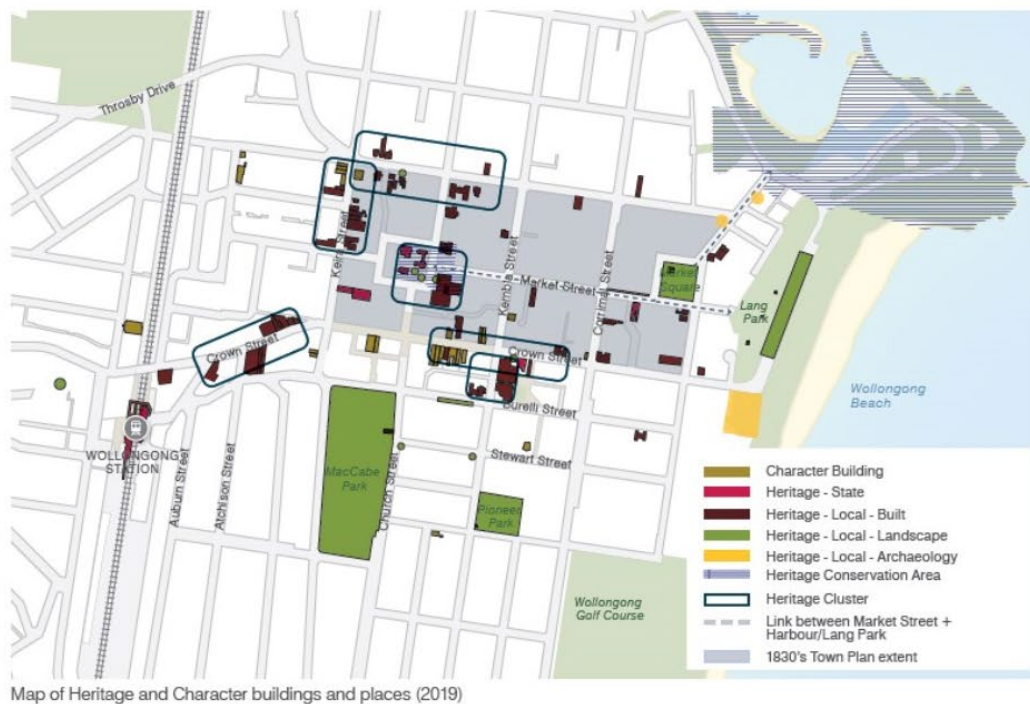 Throsby Drive
Keira Street
Kembla Street
Market Street
Corrimal Street
Market
Square
Lang
Park
Crown Street
Crown Street
Wollongong
Beach
Burelli Street
WOLLONGONG
STATION
Auburn Street
Atchison Street
MacCabe
Park
Church Street
Stewart Street
Pioneer
Park
Wollongong
Golf Course
Character Building
Heritage - State
Heritage - Local - Built
Heritage - Local - Landscape
Heritage - Local - Archaeology
Heritage Conservation Area
Heritage Cluster
Link between Market Street +
Harbour/Lang Park
1830's Town Plan extent
Map of Heritage and Character buildings and places (2019)